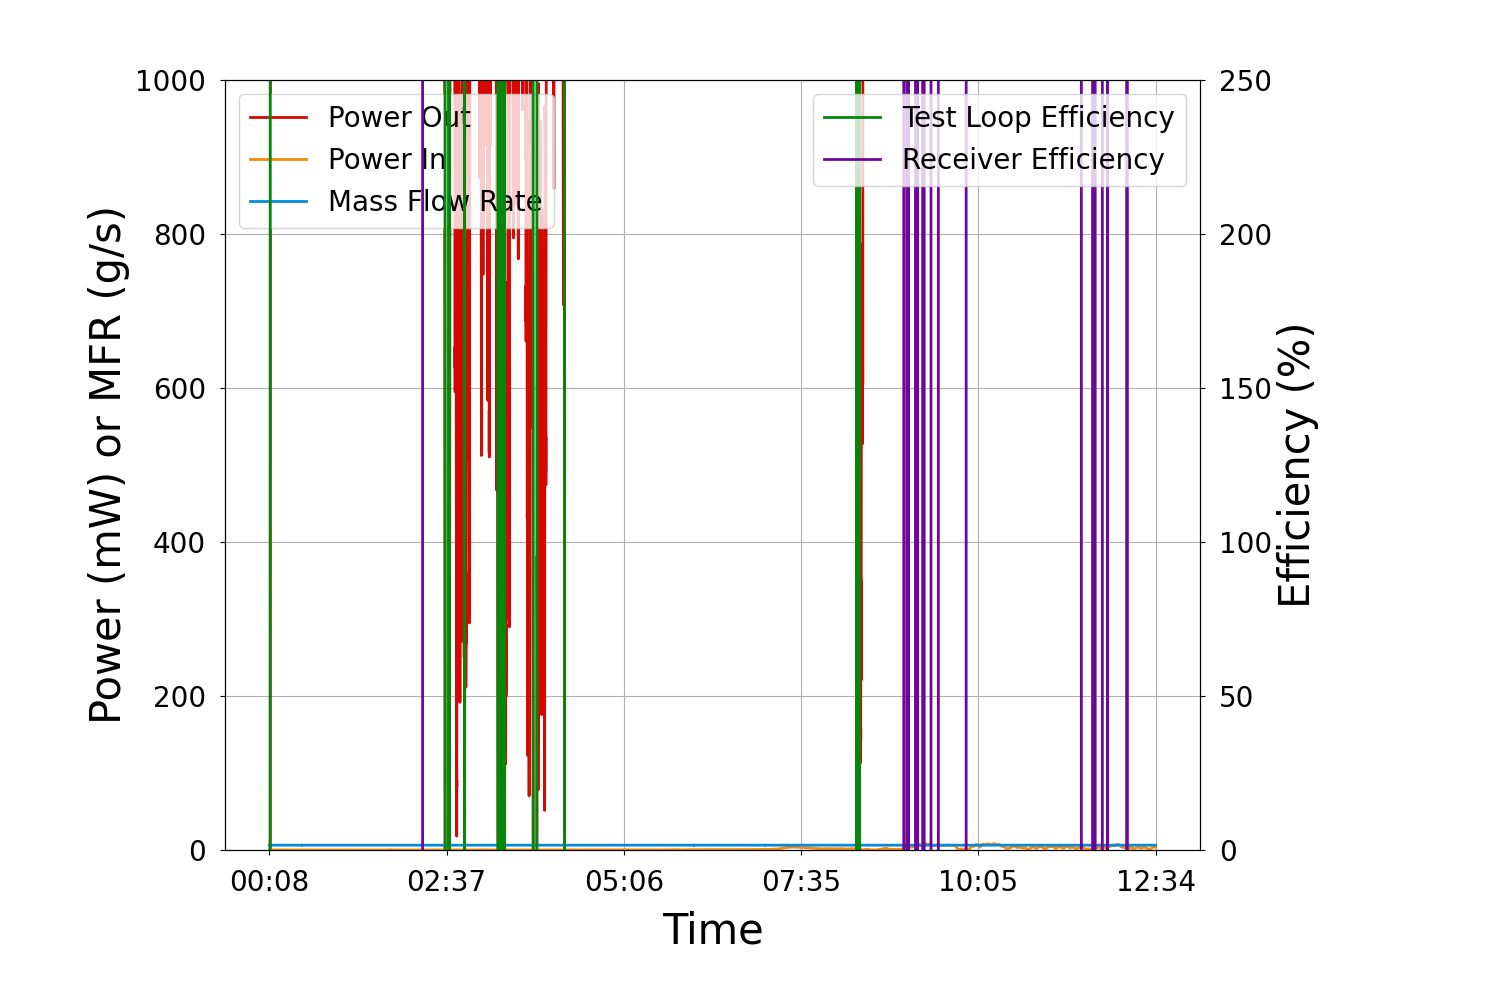 1000
800
600
400
200
0
Power (mW) or MFR (g/s)
Power Out
Power In
Mass Flow Rate
Test Loop Efficiency
Receiver Efficiency
250
200
150
100
50
0
Efficiency (%)
00:08 02:37 05:06 07:35 10:05 12:34
Time